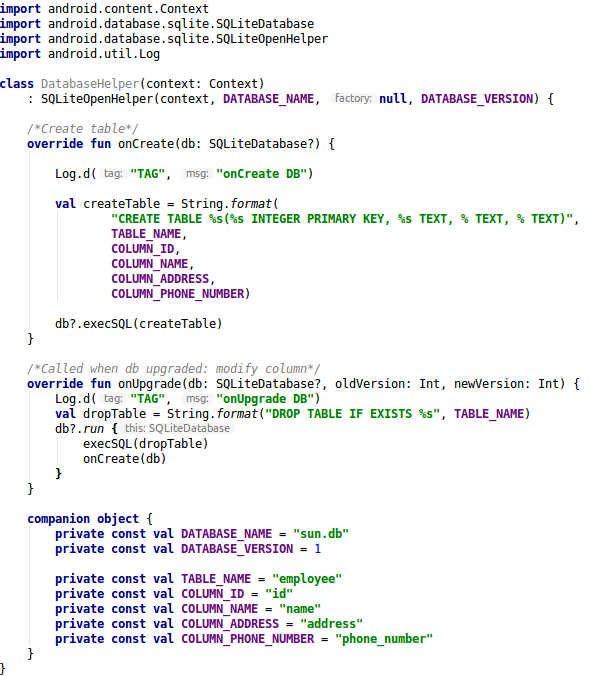 import android.content.Context
import android.database.sqlite.SQLiteDatabase
import android.database.sqlite.SQLiteOpenHelper
import android.util.Log

class DatabaseHelper(context: Context)
    : SQLiteOpenHelper(context, DATABASE_NAME, factory: null, DATABASE_VERSION) {

    /*Create table*/
    override fun onCreate(db: SQLiteDatabase?) {

        Log.d( tag: "TAG", msg: "onCreate DB")

        val createTable = String.format(
                "CREATE TABLE %s(%s INTEGER PRIMARY KEY, %s TEXT, % TEXT, % TEXT)",
                TABLE_NAME,
                COLUMN_ID,
                COLUMN_NAME,
                COLUMN_ADDRESS,
                COLUMN_PHONE_NUMBER)

        db?.execSQL(createTable)
    }

    /*Called when db upgraded: modify column*/
    override fun onUpgrade(db: SQLiteDatabase?, oldVersion: Int, newVersion: Int) {
        Log.d( tag: "TAG", msg: "onUpgrade DB")
        val dropTable = String.format("DROP TABLE IF EXISTS %s", TABLE_NAME)
        db?.run { this: SQLiteDatabase
            execSQL(dropTable)
            onCreate(db)
        }
    }

    companion object {
        private const val DATABASE_NAME = "sun.db"
        private const val DATABASE_VERSION = 1

        private const val TABLE_NAME = "employee"
        private const val COLUMN_ID = "id"
        private const val COLUMN_NAME = "name"
        private const val COLUMN_ADDRESS = "address"
        private const val COLUMN_PHONE_NUMBER = "phone_number"
    }
}